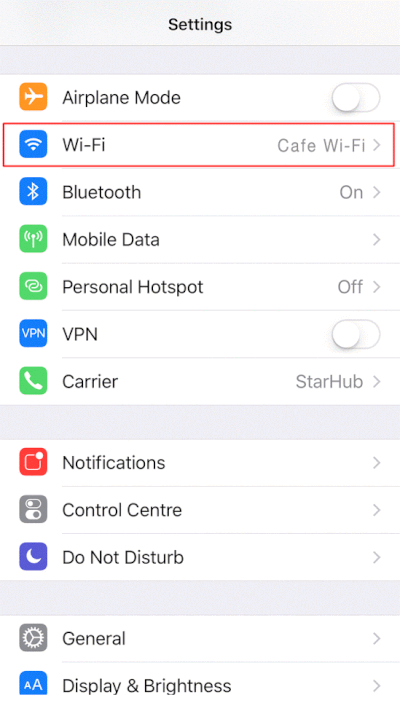 Settings
Airplane Mode
Wi-Fi Cafe Wi-Fi
Bluetooth On
Mobile Data
Personal Hotspot Off
VPN VPN
Carrier StarHub
Notifications
Control Centre
Do Not Disturb
General
AA Display & Brightness